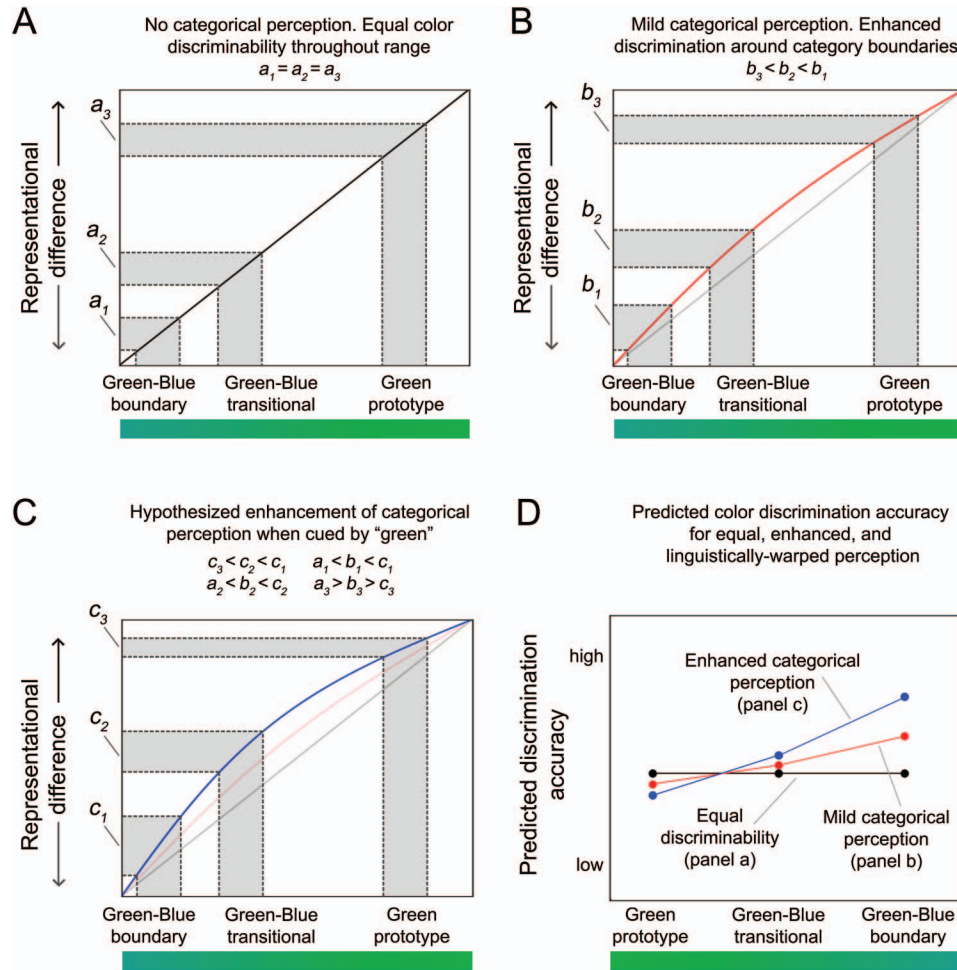 A
No categorical perception. Equal color
discriminability throughout range
a₁ = a₂ = a₃
a₃
a₂
a₁
Representational
difference
Green-Blue
boundary
Green-Blue
transitional
Green
prototype
B
Mild categorical perception. Enhanced
discrimination around category boundaries
b₃ < b₂ < b₁
b₃
b₂
b₁
Representational
difference
Green-Blue
boundary
Green-Blue
transitional
Green
prototype
C
Hypothesized enhancement of categorical
perception when cued by “green”
c₃ < c₂ < c₁ a₁ < b₁ < c₁
a₂ < b₂ < c₂ a₃ > b₃ > c₃
c₃
c₂
c₁
Representational
difference
Green-Blue
boundary
Green-Blue
transitional
Green
prototype
D
Predicted color discrimination accuracy
for equal, enhanced, and
linguistically-warped perception
Predicted discrimination
accuracy
high
low
Enhanced categorical
perception
(panel c)
Equal
discriminability
(panel a)
Mild categorical
perception
(panel b)
Green
prototype
Green-Blue
transitional
Green-Blue
boundary